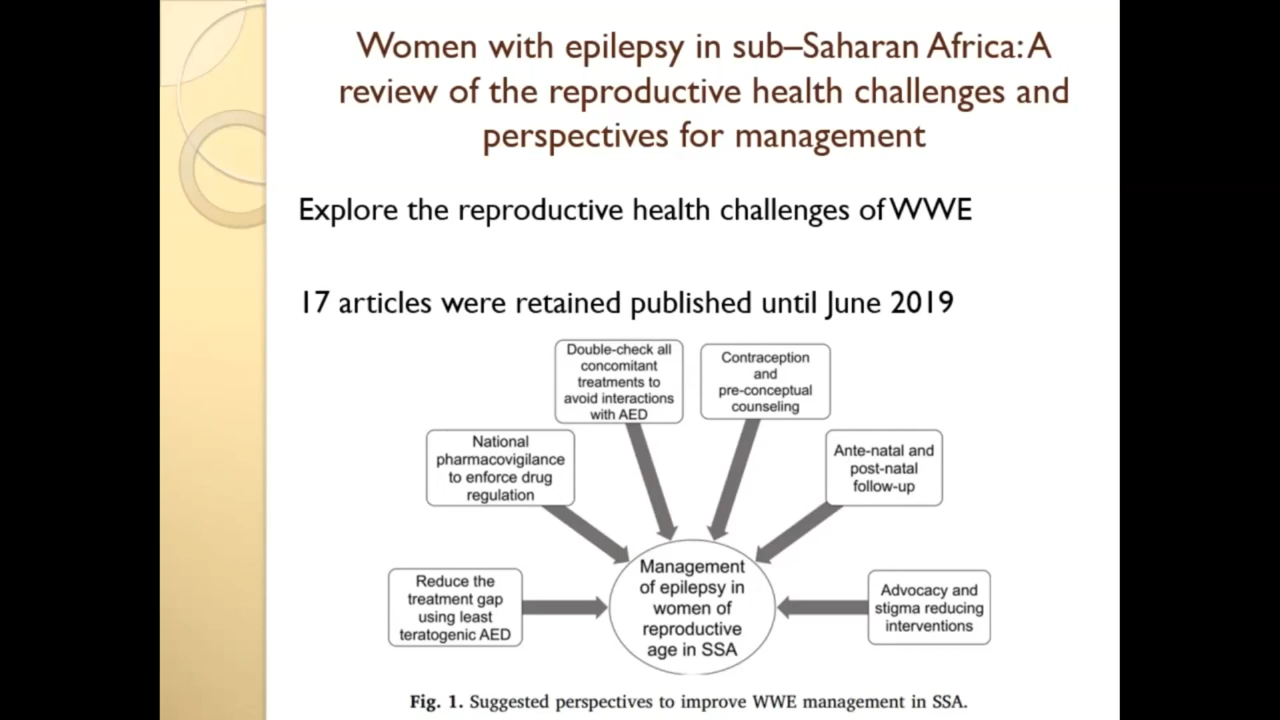 Women with epilepsy in sub–Saharan Africa: A
review of the reproductive health challenges and
perspectives for management
Explore the reproductive health challenges of WWE
17 articles were retained published until June 2019
Reduce the
treatment gap
using least
teratogenic AED
National
pharmacovigilance
to enforce drug
regulation
Double-check all
concomitant
treatments to
avoid interactions
with AED
Contraception
and
pre-conceptual
counseling
Ante-natal and
post-natal
follow-up
Advocacy and
stigma reducing
interventions
Management
of epilepsy in
women of
reproductive
age in SSA
Fig. 1. Suggested perspectives to improve WWE management in SSA.